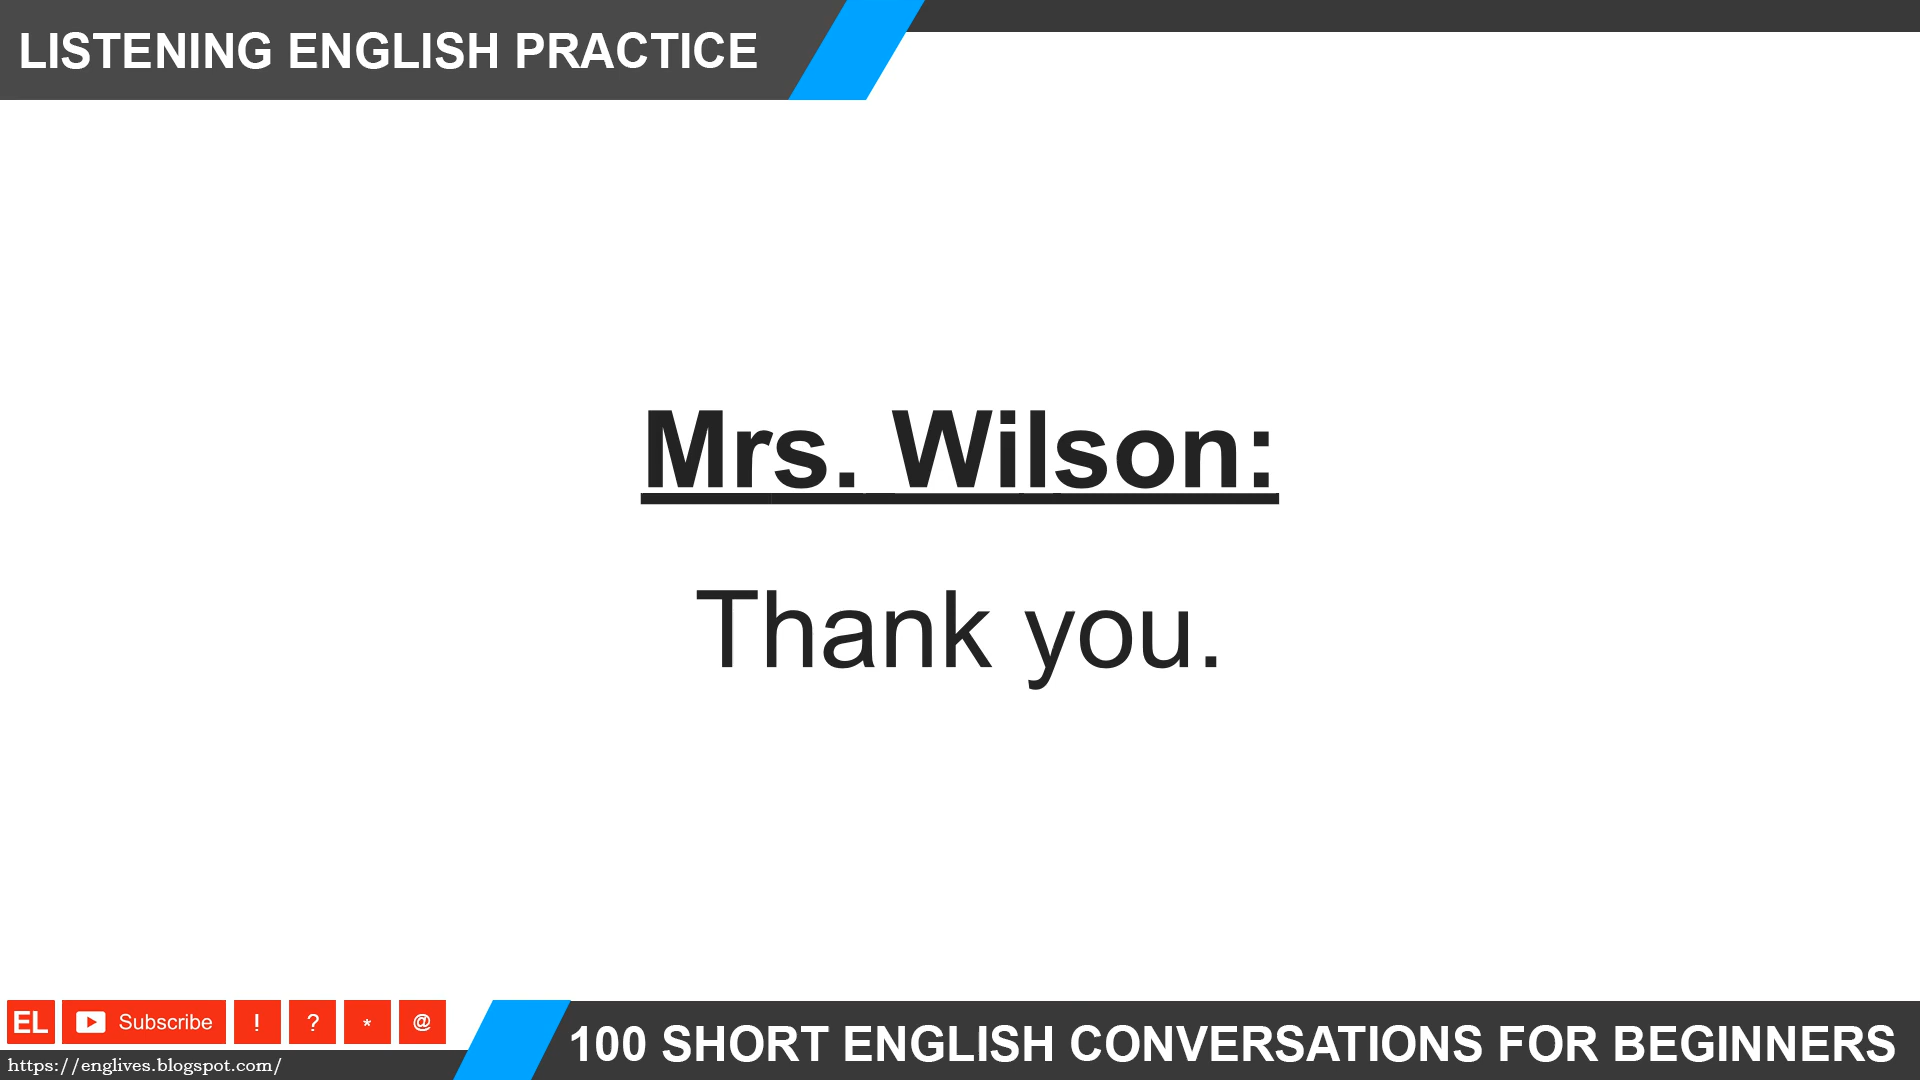 LISTENING ENGLISH PRACTICE
Mrs. Wilson:
Thank you.
EL Subscribe ! ? * @
https://englives.blogspot.com/
100 SHORT ENGLISH CONVERSATIONS FOR BEGINNERS